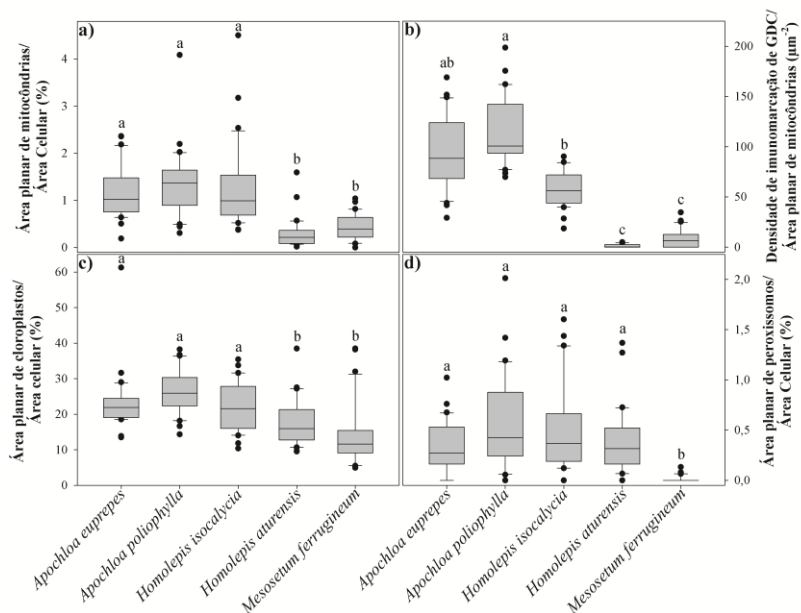 a)
Área planar de mitocôndrias/
Área Celular (%)
4
3
2
1
0
a
a
a
b
b
b)
Densidade de imunomarcação de GDC/
Área planar de mitocôndrias (µm⁻²)
200
150
100
50
0
ab
a
b
c
c
c)
Área planar de cloroplastos/
Área celular (%)
60
50
40
30
20
10
0
a
a
a
b
b
d)
Área planar de peroxissomos/
Área Celular (%)
2,0
1,5
1,0
0,5
0,0
a
a
a
a
b
Apochloa euprepes
Apochloa poliophylla
Homolepis isocalycia
Homolepis aturensis
Mesosetum ferrugineum
Apochloa euprepes
Apochloa poliophylla
Homolepis isocalycia
Homolepis aturensis
Mesosetum ferrugineum